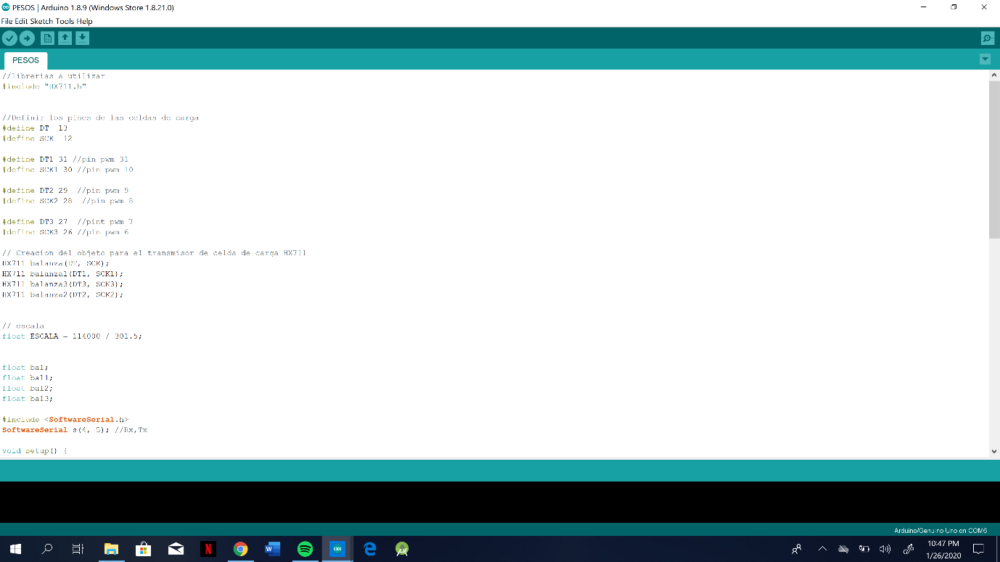 PESOS | Arduino 1.8.9 (Windows Store 1.8.21.0)
File Edit Sketch Tools Help
PESOS
//librerias a utilizar
#include "HX711.h"
//Definir los pines de las celdas de carga
#define DT  13
#define SCK  12
#define DT1 31 //pin pwm 31
#define SCK1 30 //pin pwm 10
#define DT2 29  //pin pwm 9
#define SCK2 28  //pin pwm 8
#define DT3 27  //pint pwm 7
#define SCK3 26 //pin pwm 6
// Creacion del objeto para el transmisor de celda de carga HX711
HX711 balanza(DT, SCK);
HX711 balanza1(DT1, SCK1);
HX711 balanza3(DT3, SCK3);
HX711 balanza2(DT2, SCK2);
// escala
float ESCALA = 114000 / 301.5;
float bal;
float bal1;
float bal2;
float bal3;
#include <SoftwareSerial.h>
SoftwareSerial s(4, 5); //Rx,Tx
void setup() {
Arduino/Genuino Uno on COM6
10:47 PM
1/26/2020